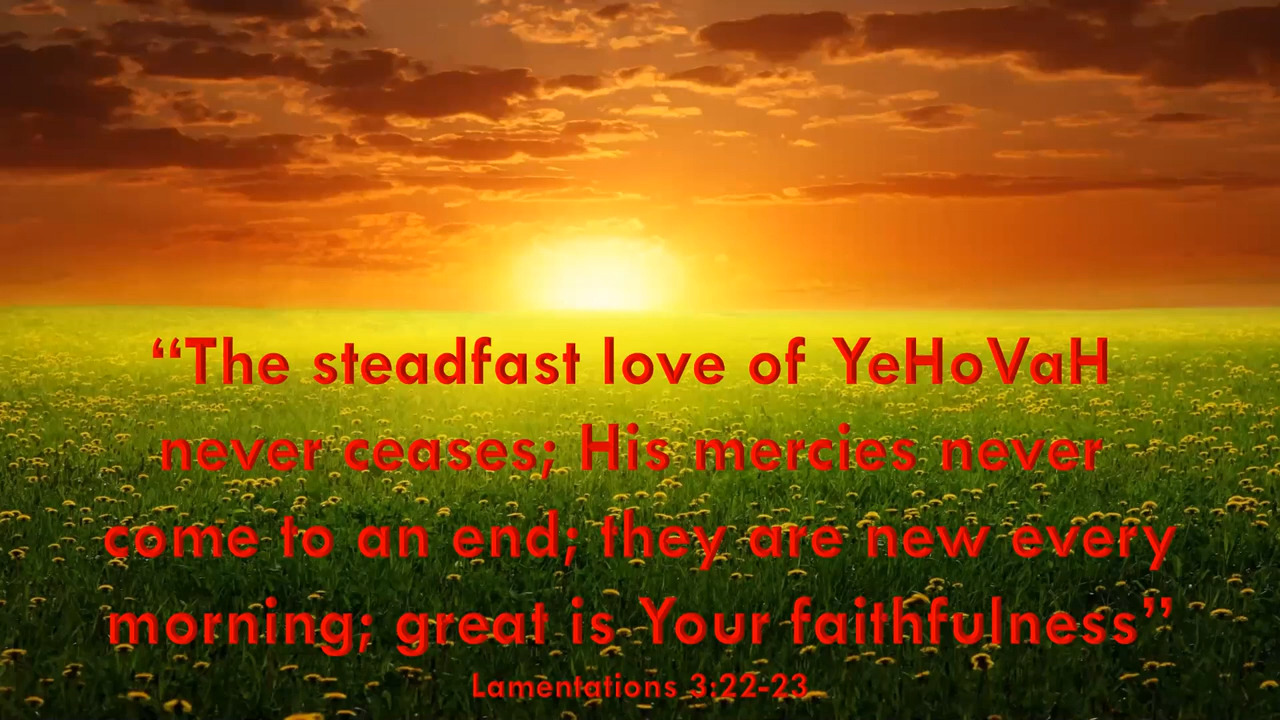 “The steadfast love of YeHoVaH
never ceases; His mercies never
come to an end; they are new every
morning; great is Your faithfulness”
Lamentations 3:22-23